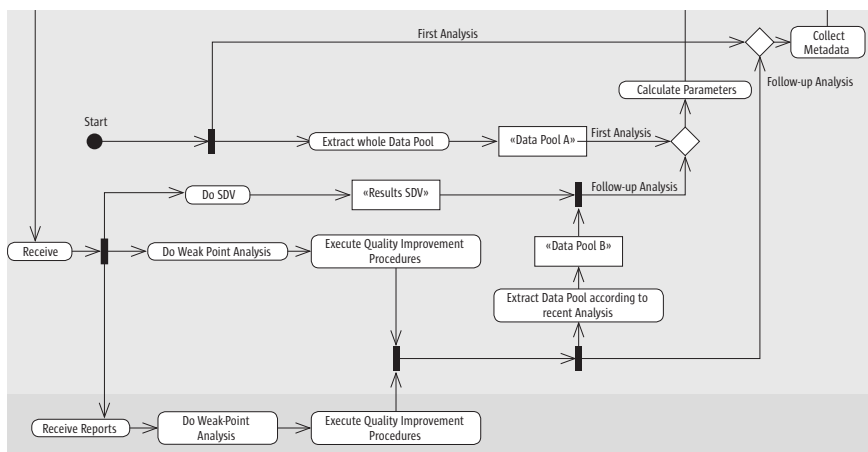 First Analysis
Collect
Metadata
Follow-up Analysis
Calculate Parameters
Start
Extract whole Data Pool
«Data Pool A»
First Analysis
Do SDV
«Results SDV»
Follow-up Analysis
Receive
Do Weak Point Analysis
Execute Quality Improvement
Procedures
«Data Pool B»
Extract Data Pool according to
recent Analysis
Receive Reports
Do Weak-Point
Analysis
Execute Quality Improvement
Procedures